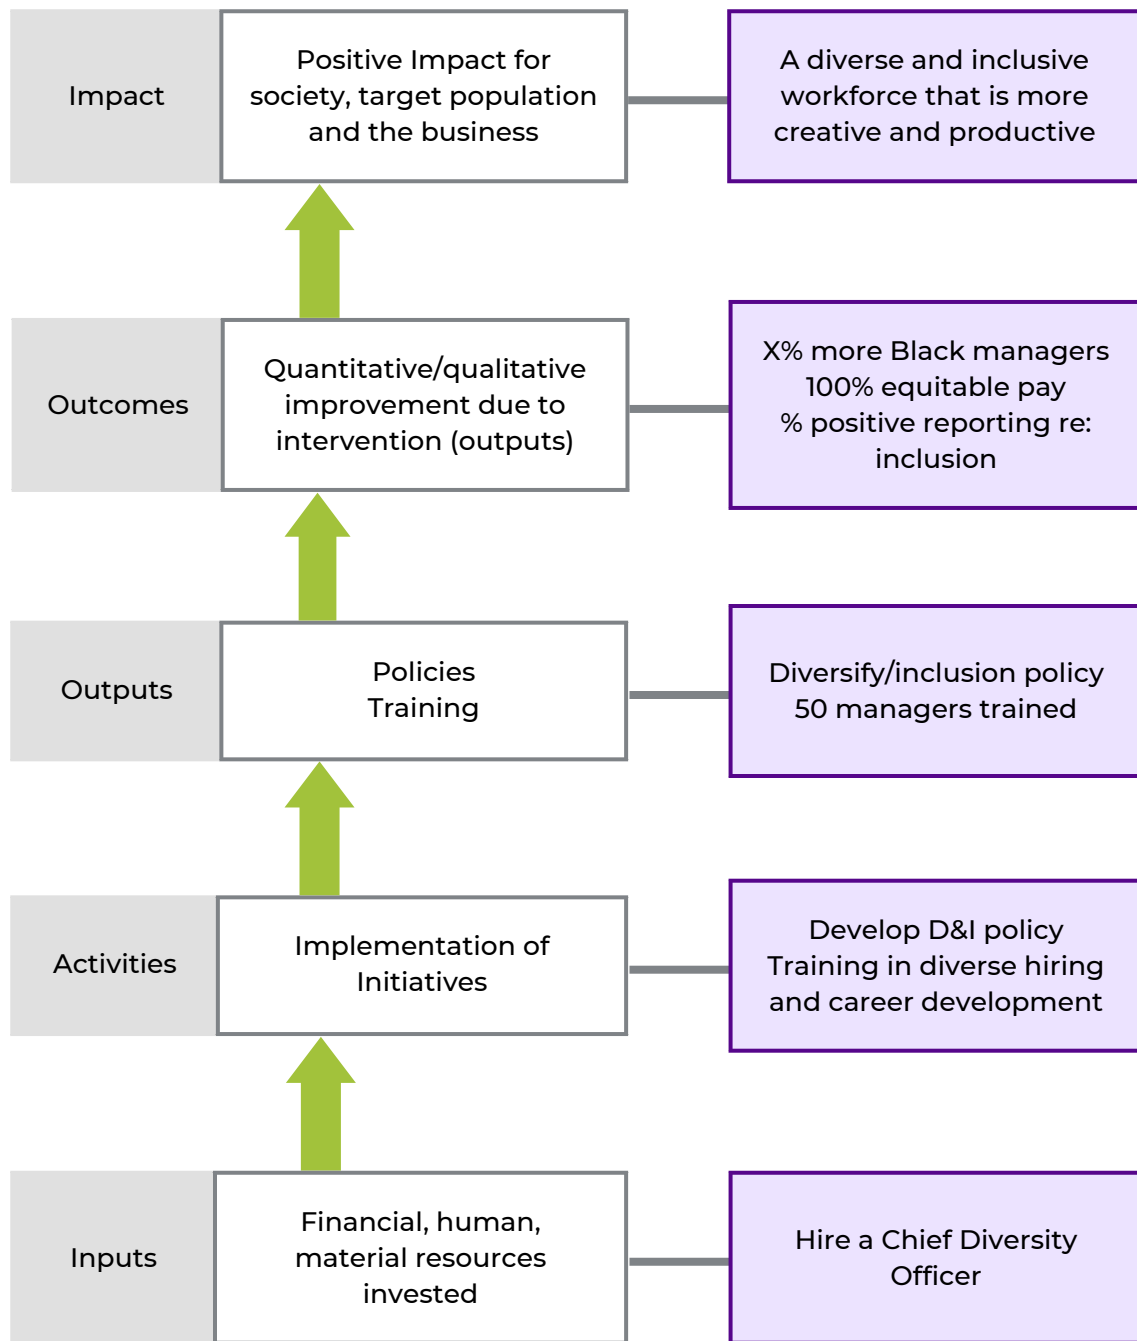 Impact
Positive Impact for
society, target population
and the business
A diverse and inclusive
workforce that is more
creative and productive
Outcomes
Quantitative/qualitative
improvement due to
intervention (outputs)
X% more Black managers
100% equitable pay
% positive reporting re:
inclusion
Outputs
Policies
Training
Diversify/inclusion policy
50 managers trained
Activities
Implementation of
Initiatives
Develop D&I policy
Training in diverse hiring
and career development
Inputs
Financial, human,
material resources
invested
Hire a Chief Diversity
Officer